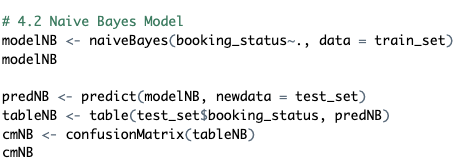 # 4.2 Naive Bayes Model
modelNB <- naiveBayes(booking_status~., data = train_set)
modelNB
predNB <- predict(modelNB, newdata = test_set)
tableNB <- table(test_set$booking_status, predNB)
cmNB <- confusionMatrix(tableNB)
cmNB